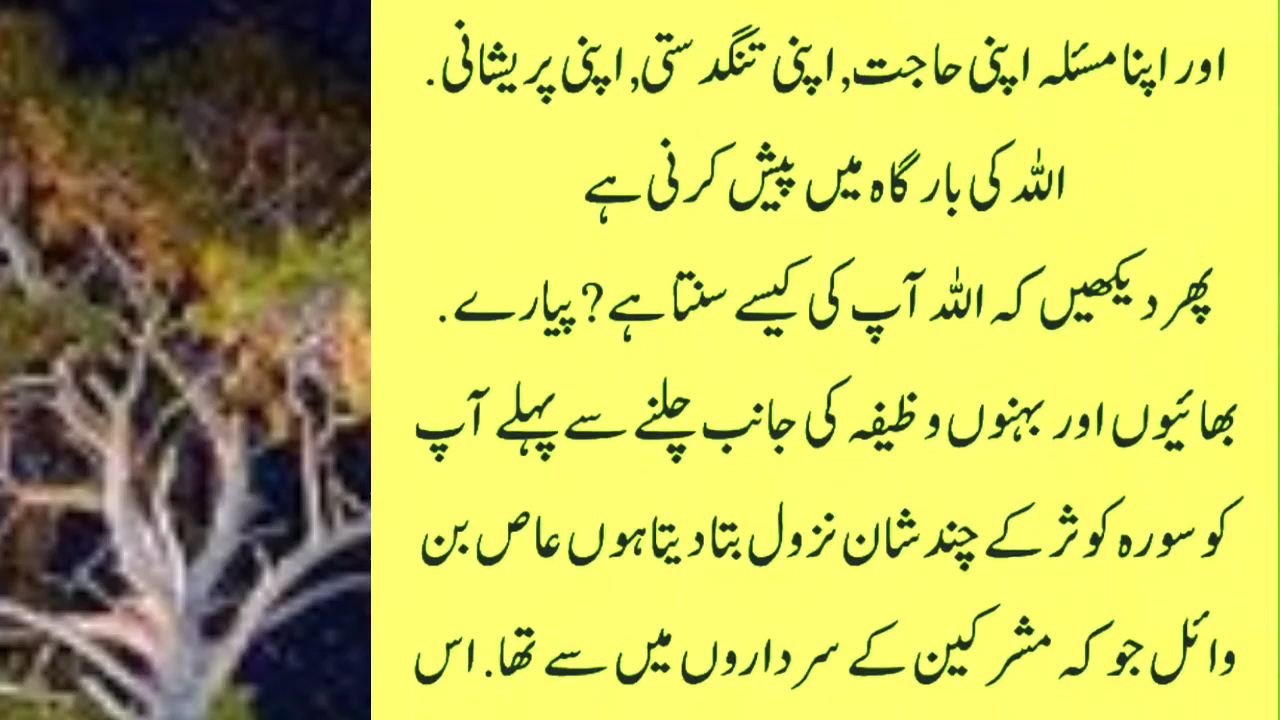 اور اپنا مسئلہ اپنی حاجت, اپنی تنگدستی, اپنی پریشانی.
اللہ کی بارگاہ میں پیش کرنی ہے
پھر دیکھیں کہ اللہ آپ کی کیسے سنتا ہے? پیارے.
بھائیوں اور بہنوں وظیفہ کی جانب چلنے سے پہلے آپ
کو سورہ کوثر کے چند شان نزول بتا دیتا ہوں عاص بن
وائل جو کہ مشرکین کے سرداروں میں سے تھا. اس